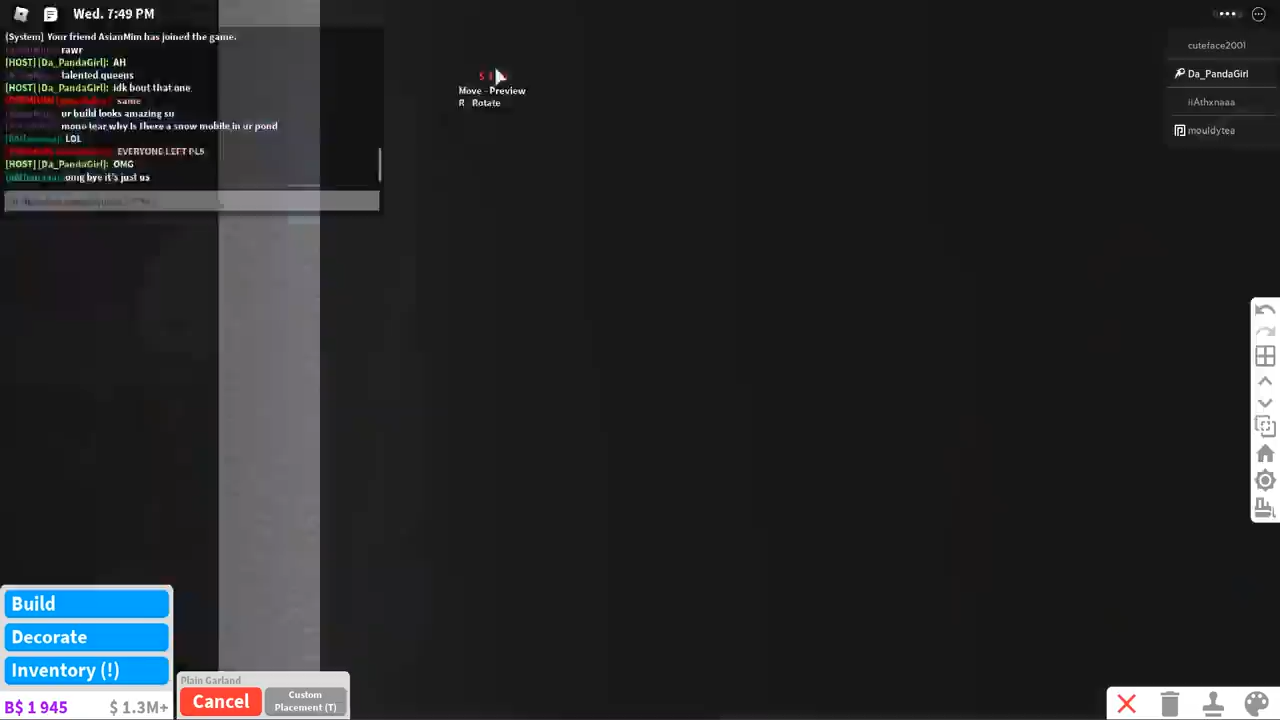 Wed. 7:49 PM
[System] Your friend AsianMim has joined the game.
rawr
[HOST] [Da_PandaGirl]: AH
talented queens
[HOST] [Da_PandaGirl]: idk bout that one
same
ur build looks amazing su
mono tear why is there a snow mobile in ur pond
LOL
EVERYONE LEFT PLS
[HOST] [Da_PandaGirl]: OMG
omg bye it's just us
Move - Preview
R Rotate
cuteface2001
Da_PandaGirl
iiAthxnaaa
mouldytea
Build
Decorate
Inventory (!)
B$ 1 945 $ 1.3M+
Plain Garland
Cancel
Custom
Placement (T)